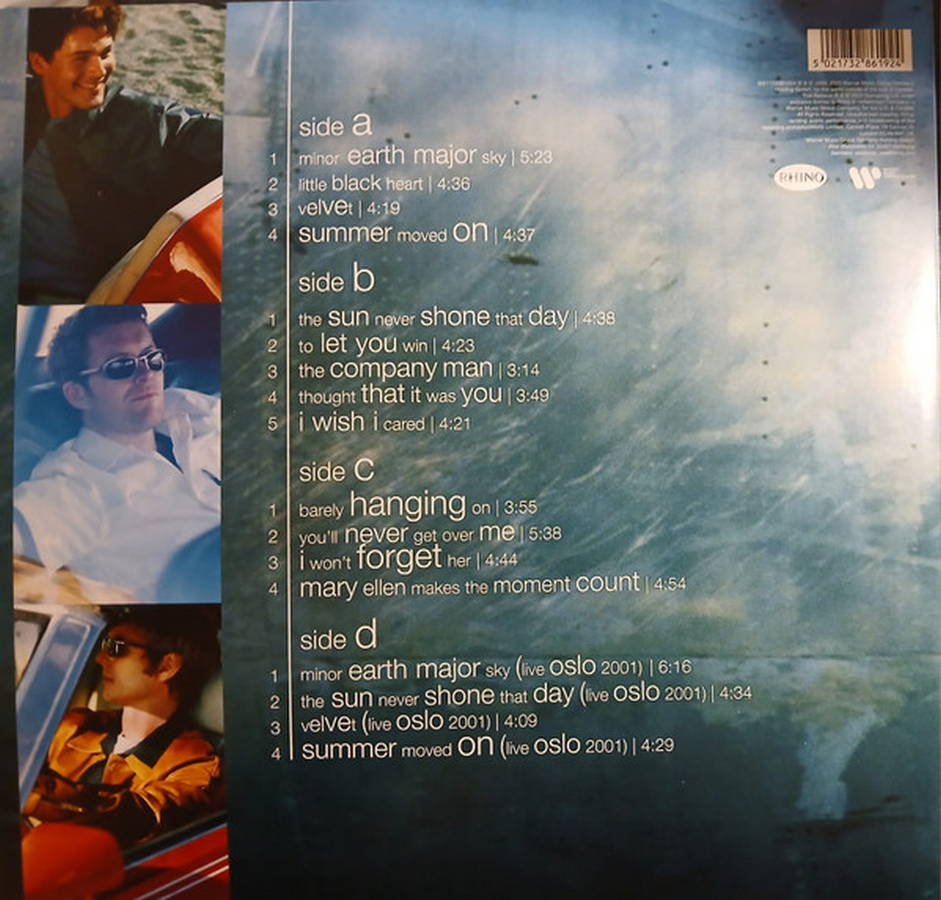 5 021732 861924
RHINO
side a
1 minor earth major sky | 5:23
2 little black heart | 4:36
3 velvet | 4:19
4 summer moved on | 4:37
side b
1 the sun never shone that day | 4:38
2 to let you win | 4:23
3 the company man | 3:14
4 thought that it was you | 3:49
5 i wish i cared | 4:21
side c
1 barely hanging on | 3:55
2 you'll never get over me | 5:38
3 i won't forget her | 4:44
4 mary ellen makes the moment count | 4:54
side d
1 minor earth major sky (live oslo 2001) | 6:16
2 the sun never shone that day (live oslo 2001) | 4:34
3 velvet (live oslo 2001) | 4:09
4 summer moved on (live oslo 2001) | 4:29